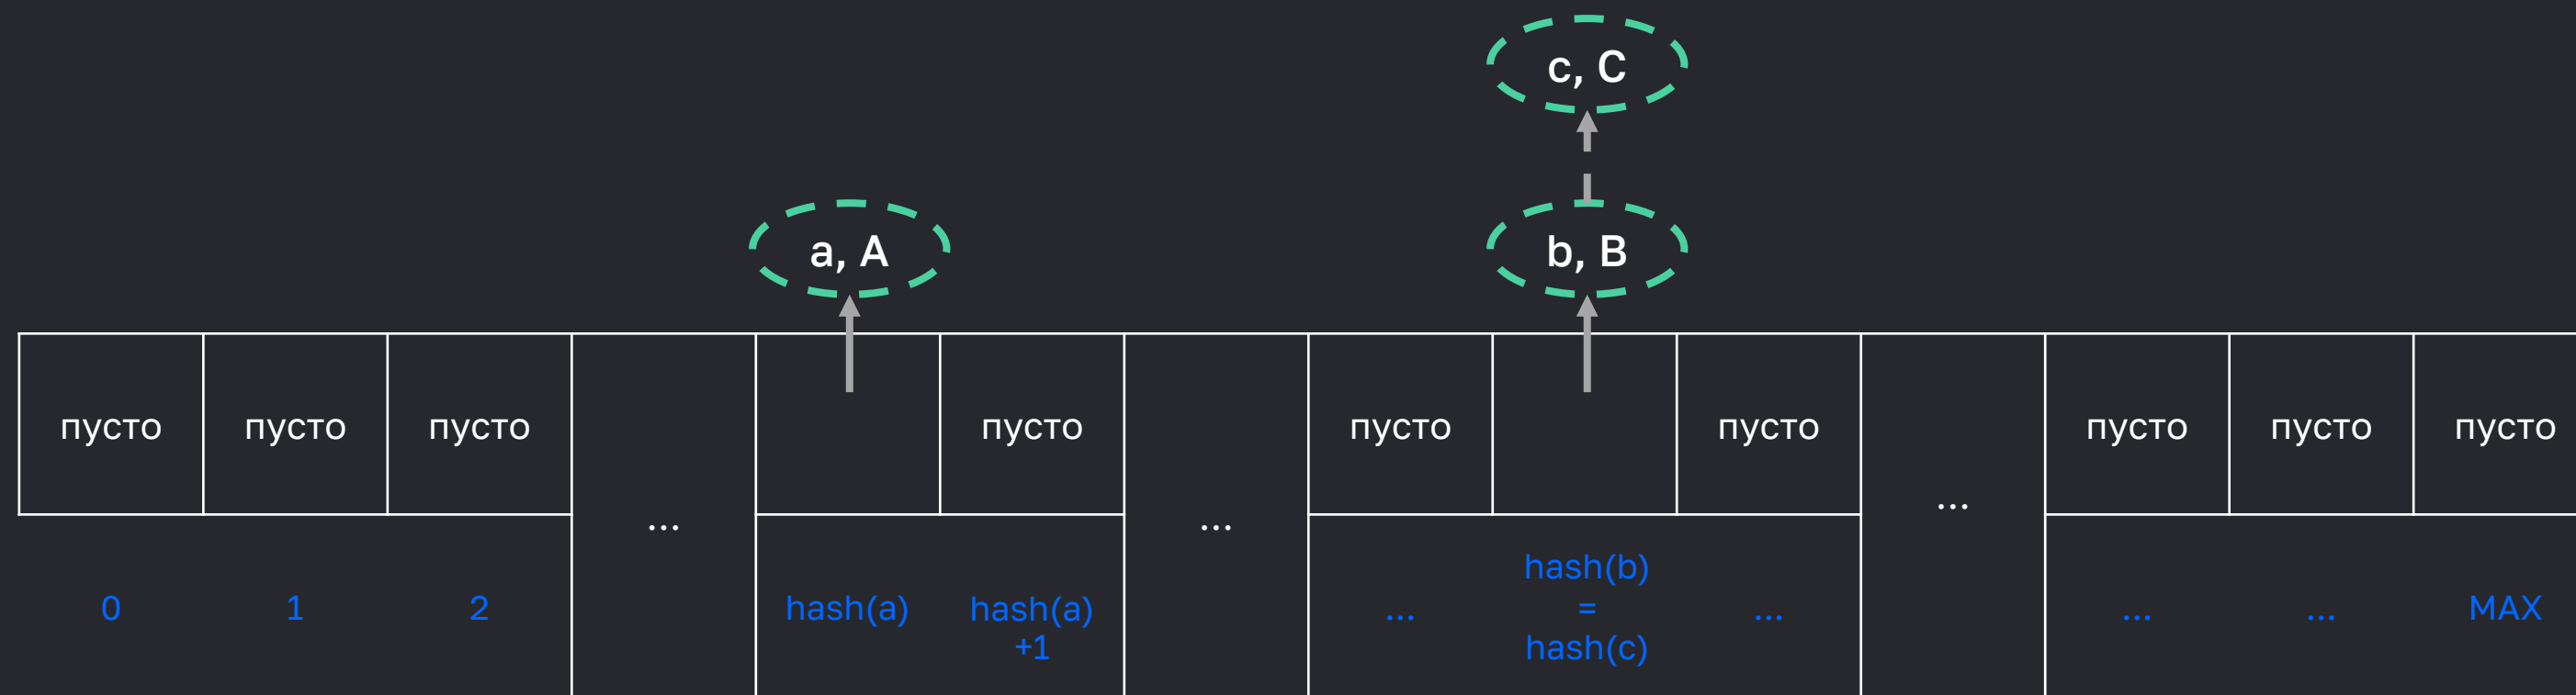 c, C
a, A
b, B
пусто
пусто
пусто
...
пусто
...
пусто
пусто
...
пусто
пусто
пусто
0
1
2
hash(a)
hash(a)
+1
...
hash(b)
=
hash(c)
...
...
...
MAX